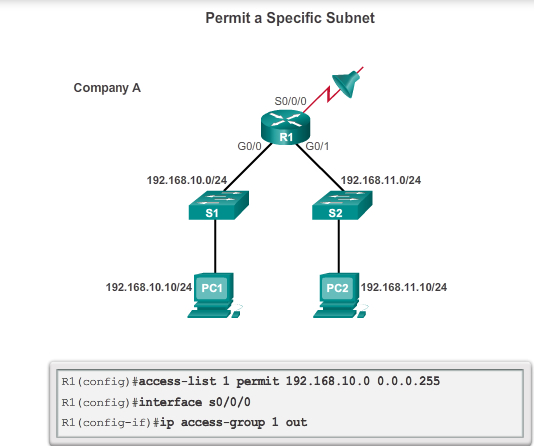 Permit a Specific Subnet
Company A
S0/0/0
R1
G0/0
G0/1
192.168.10.0/24
192.168.11.0/24
S1
S2
192.168.10.10/24
PC1
PC2
192.168.11.10/24
R1(config)#access-list 1 permit 192.168.10.0 0.0.0.255
R1(config)#interface s0/0/0
R1(config-if)#ip access-group 1 out